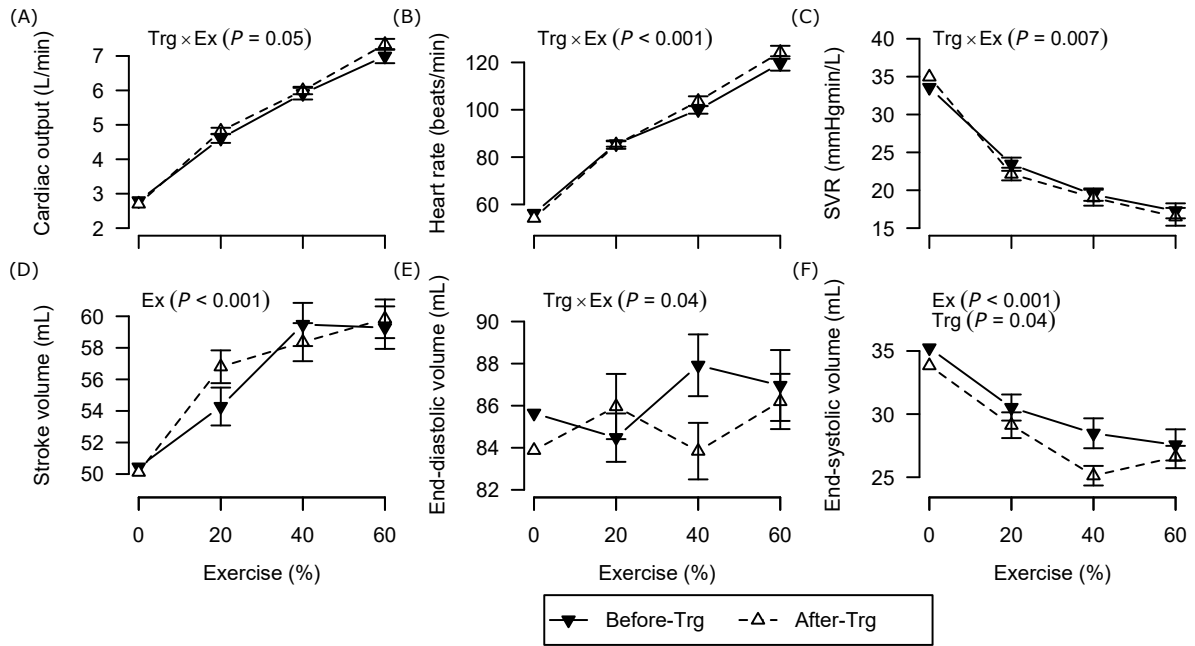 (A)
Trg × Ex (P = 0.05)
Cardiac output (L/min)
7
6
5
4
3
2
(B)
Trg × Ex (P < 0.001)
Heart rate (beats/min)
120
100
80
60
(C)
Trg × Ex (P = 0.007)
SVR (mmHgmin/L)
40
35
30
25
20
15
(D)
Ex (P < 0.001)
Stroke volume (mL)
60
58
56
54
52
50
0 20 40 60
Exercise (%)
(E)
Trg × Ex (P = 0.04)
End-diastolic volume (mL)
90
88
86
84
82
0 20 40 60
Exercise (%)
(F)
Ex (P < 0.001)
Trg (P = 0.04)
End-systolic volume (mL)
35
30
25
0 20 40 60
Exercise (%)
Before-Trg After-Trg